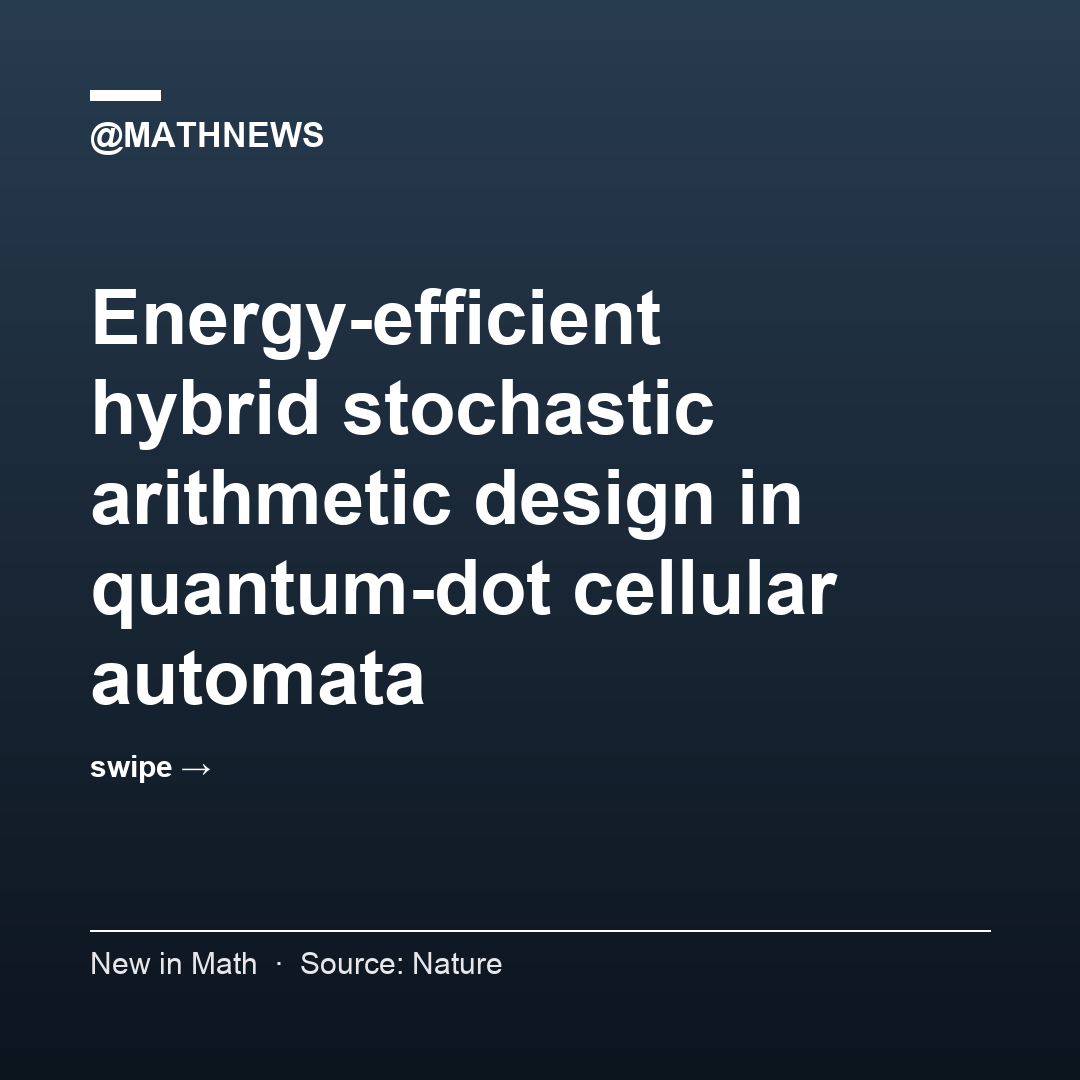 @MATHNEWS
Energy-efficient
hybrid stochastic
arithmetic design in
quantum-dot cellular
automata
swipe →
New in Math · Source: Nature